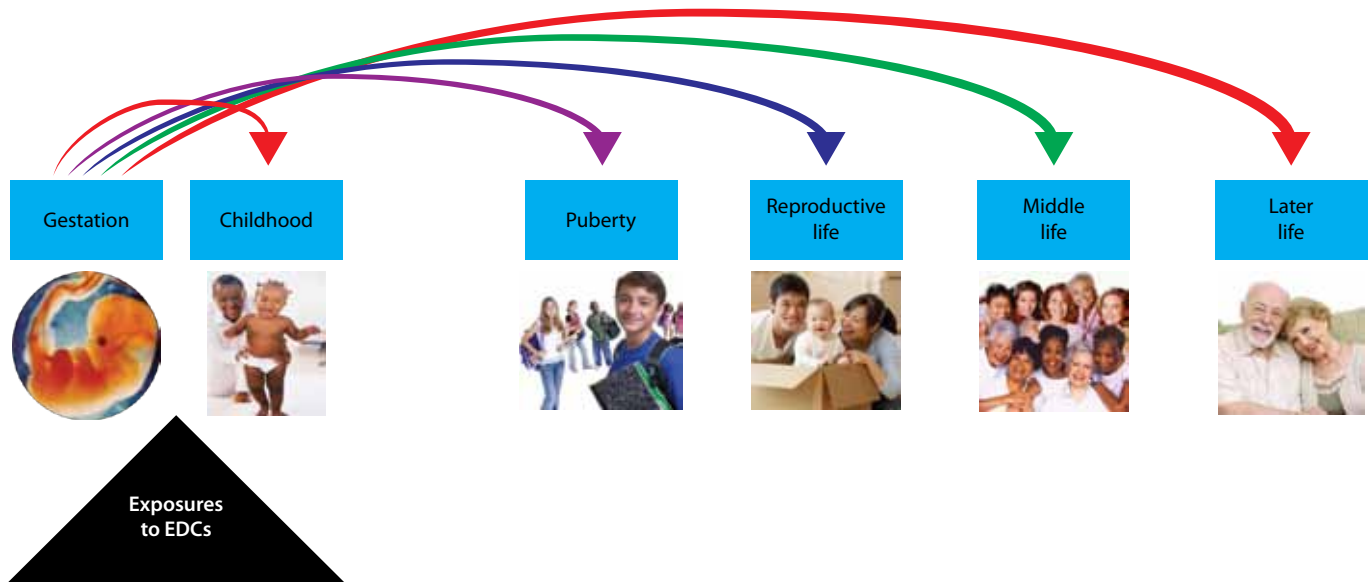 Gestation
Childhood
Puberty
Reproductive
life
Middle
life
Later
life
Exposures
to EDCs